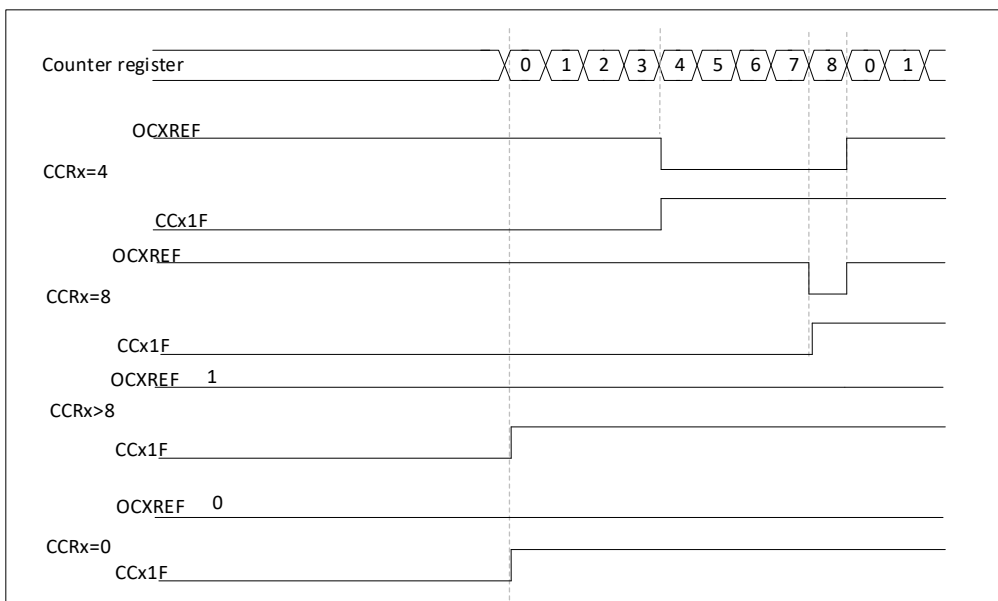 Counter register 0 1 2 3 4 5 6 7 8 0 1
OCXREF
CCRx=4
CCx1F
OCXREF
CCRx=8
CCx1F
OCXREF 1
CCRx>8
CCx1F
OCXREF 0
CCRx=0
CCx1F